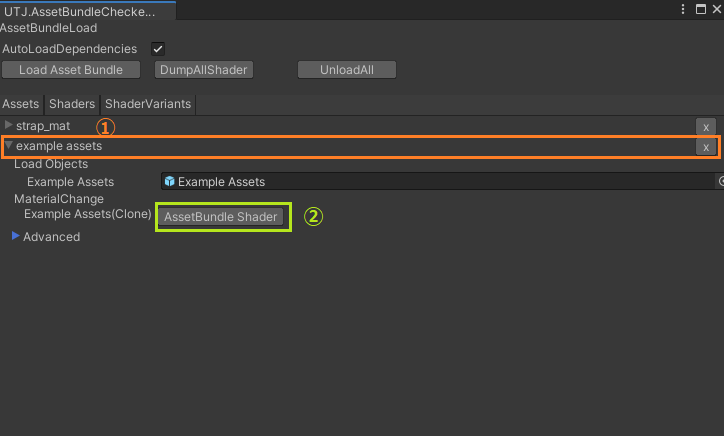 UTJ.AssetBundleChecke...
AssetBundleLoad
AutoLoadDependencies
Load Asset Bundle DumpAllShader UnloadAll
Assets Shaders ShaderVariants
strap_mat ① x
example assets x
Load Objects
Example Assets Example Assets
MaterialChange
Example Assets(Clone) AssetBundle Shader ②
Advanced